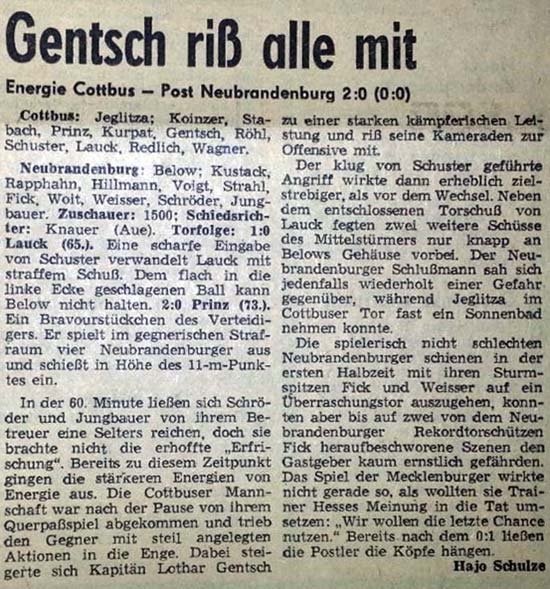 Gentsch riß alle mit
Energie Cottbus — Post Neubrandenburg 2:0 (0:0)
Cottbus: Jeglitza; Koinzer, Sta-
bach, Prinz, Kurpat, Gentsch, Röhl,
Schuster, Lauck, Redlich, Wagner.
Neubrandenburg: Below; Kustack,
Rapphahn, Hillmann, Voigt, Strahl,
Fick, Woit, Weisser, Schröder, Jung-
bauer. Zuschauer: 1500; Schiedsrich-
ter: Knauer (Aue). Torfolge: 1:0
Lauck (65.). Eine scharfe Eingabe
von Schuster verwandelt Lauck mit
straffem Schuß. Dem flach in die
linke Ecke geschlagenen Ball kann
Below nicht halten. 2:0 Prinz (73.).
Ein Bravourstückchen des Verteidi-
gers. Er spielt im gegnerischen Straf-
raum vier Neubrandenburger aus
und schießt in Höhe des 11-m-Punk-
tes ein.
In der 60. Minute ließen sich Schrö-
der und Jungbauer von ihrem Be-
treuer eine Selters reichen, doch sie
brachte nicht die erhoffte „Erfri-
schung“. Bereits zu diesem Zeitpunkt
gingen die stärkeren Energien von
Energie aus. Die Cottbuser Mann-
schaft war nach der Pause von ihrem
Querpaßspiel abgekommen und trieb
den Gegner mit steil angelegten
Aktionen in die Enge. Dabei stei-
gerte sich Kapitän Lothar Gentsch
zu einer starken kämpferischen Lei-
stung und riß seine Kameraden zur
Offensive mit.
Der klug von Schuster geführte
Angriff wirkte dann erheblich ziel-
strebiger, als vor dem Wechsel. Neben
dem entschlossenen Torschuß von
Lauck fegten zwei weitere Schüsse
des Mittelstürmers nur knapp an
Belows Gehäuse vorbei. Der Neu-
brandenburger Schlußmann sah sich
jedenfalls wiederholt einer Gefahr
gegenüber, während Jeglitza im
Cottbuser Tor fast ein Sonnenbad
nehmen konnte.
Die spielerisch nicht schlechten
Neubrandenburger schienen in der
ersten Halbzeit mit ihren Sturm-
spitzen Fick und Weisser auf ein
Überraschungstor auszugehen, konn-
ten aber bis auf zwei von dem Neu-
brandenburger Rekordtorschützen
Fick heraufbeschworene Szenen den
Gastgeber kaum ernstlich gefährden.
Das Spiel der Mecklenburger wirkte
nicht gerade so, als wollten sie Trai-
ner Hesses Meinung in die Tat um-
setzen: „Wir wollen die letzte Chance
nutzen.“ Bereits nach dem 0:1 ließen
die Postler die Köpfe hängen.
Hajo Schulze